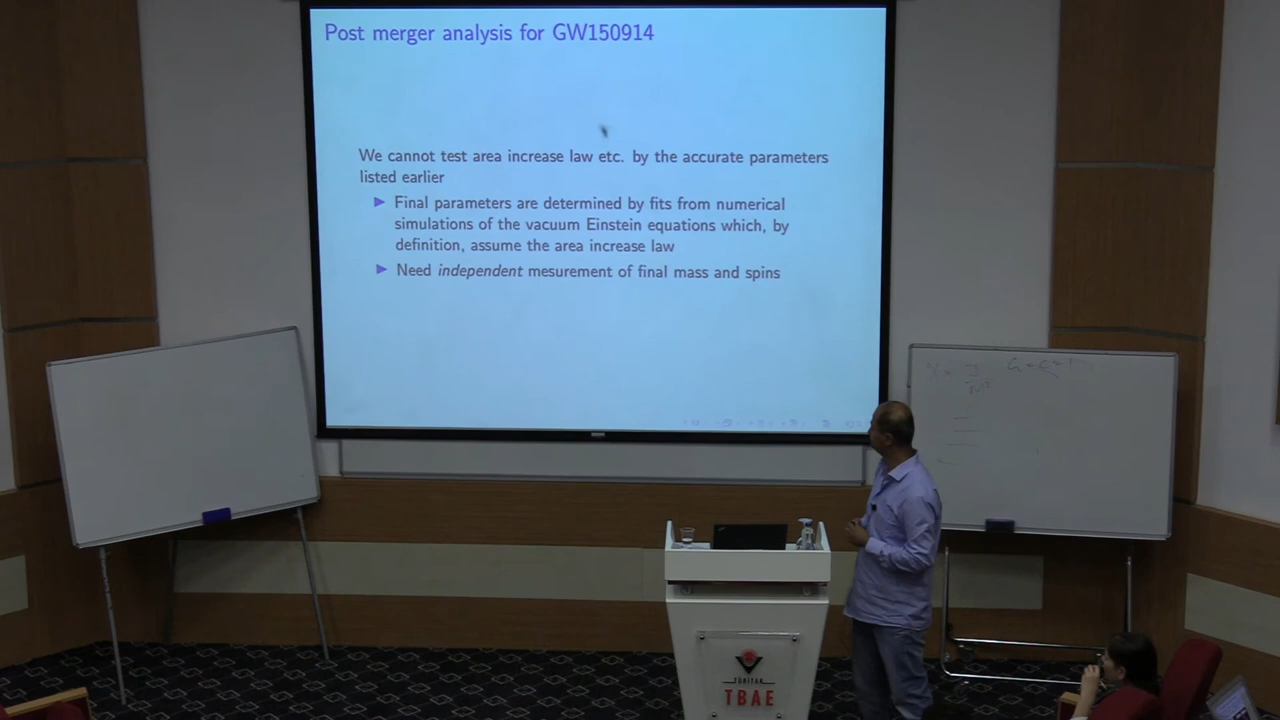 Post merger analysis for GW150914
We cannot test area increase law etc. by the accurate parameters
listed earlier
Final parameters are determined by fits from numerical
simulations of the vacuum Einstein equations which, by
definition, assume the area increase law
Need independent mesurement of final mass and spins
TÜBİTAK
TBAE